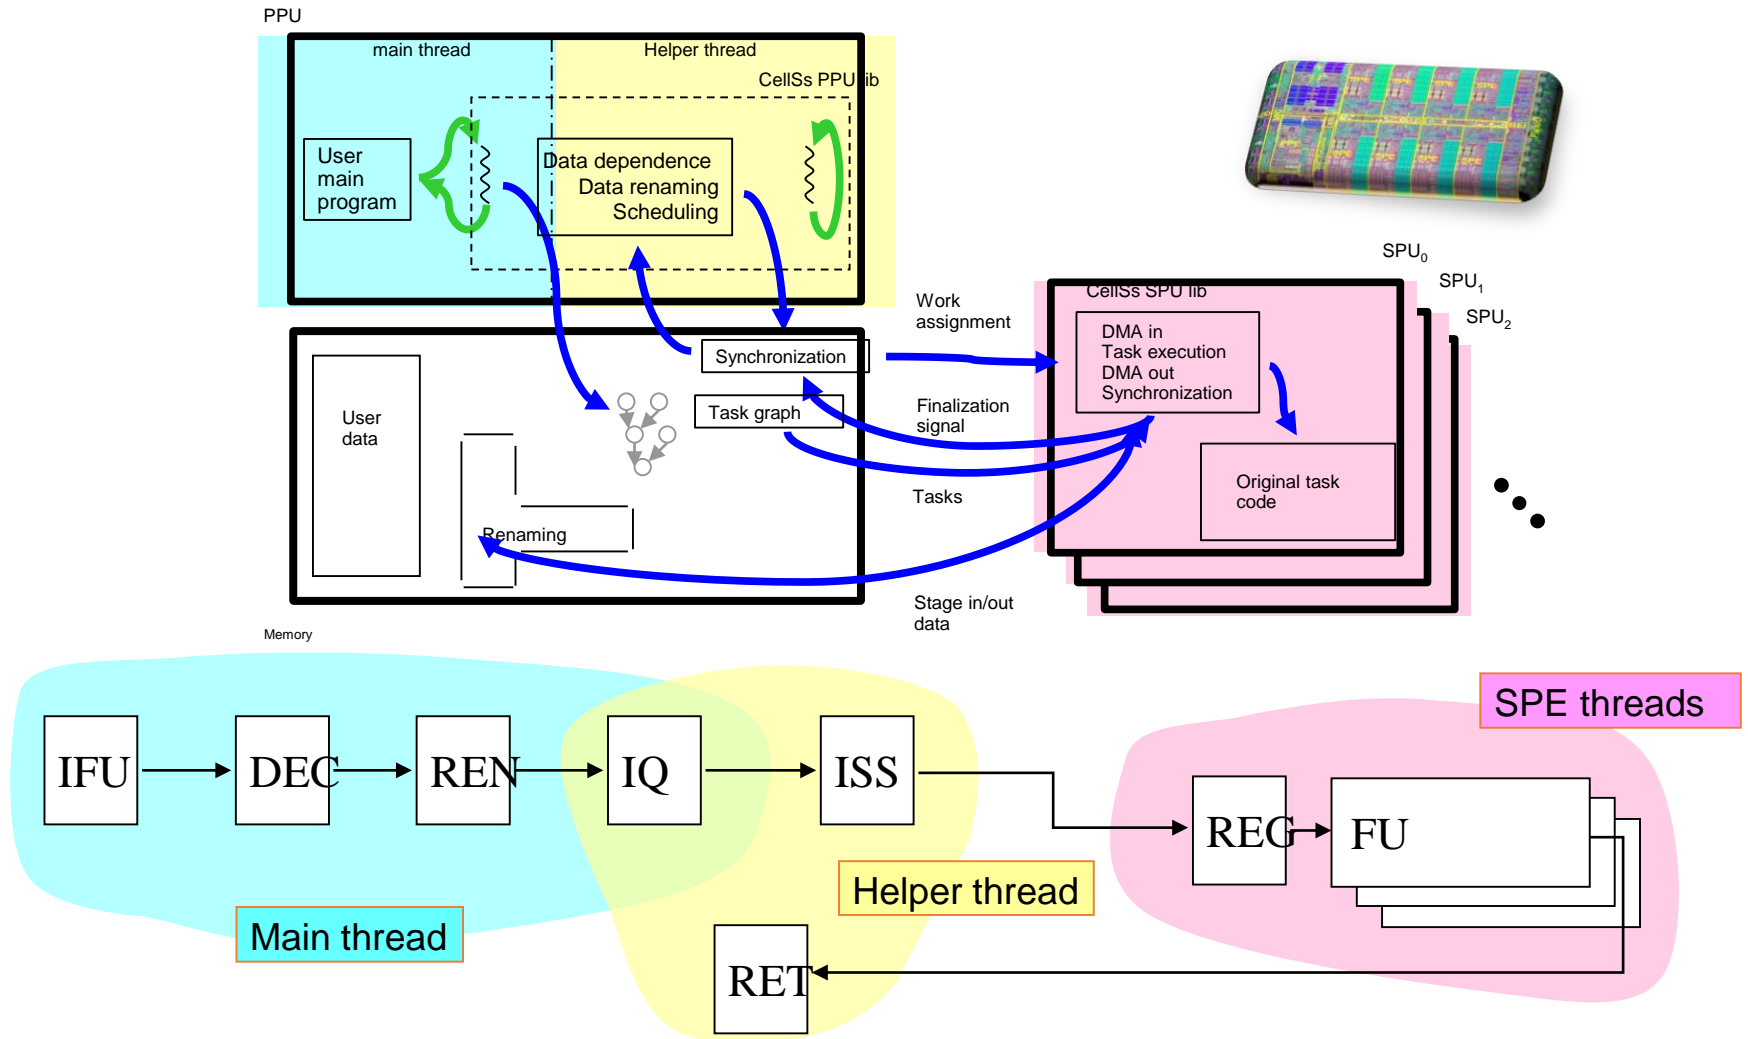 PPU
main thread
Helper thread
CellSs PPU lib
User
main
program
Data dependence
Data renaming
Scheduling
SPU0
SPU1
SPU2
CellSs SPU lib
DMA in
Task execution
DMA out
Synchronization
Original task
code
Work
assignment
Finalization
signal
Tasks
Stage in/out
data
Synchronization
Task graph
User
data
Renaming
Memory
SPE threads
IFU
DEC
REN
IQ
ISS
REG
FU
Helper thread
Main thread
RET